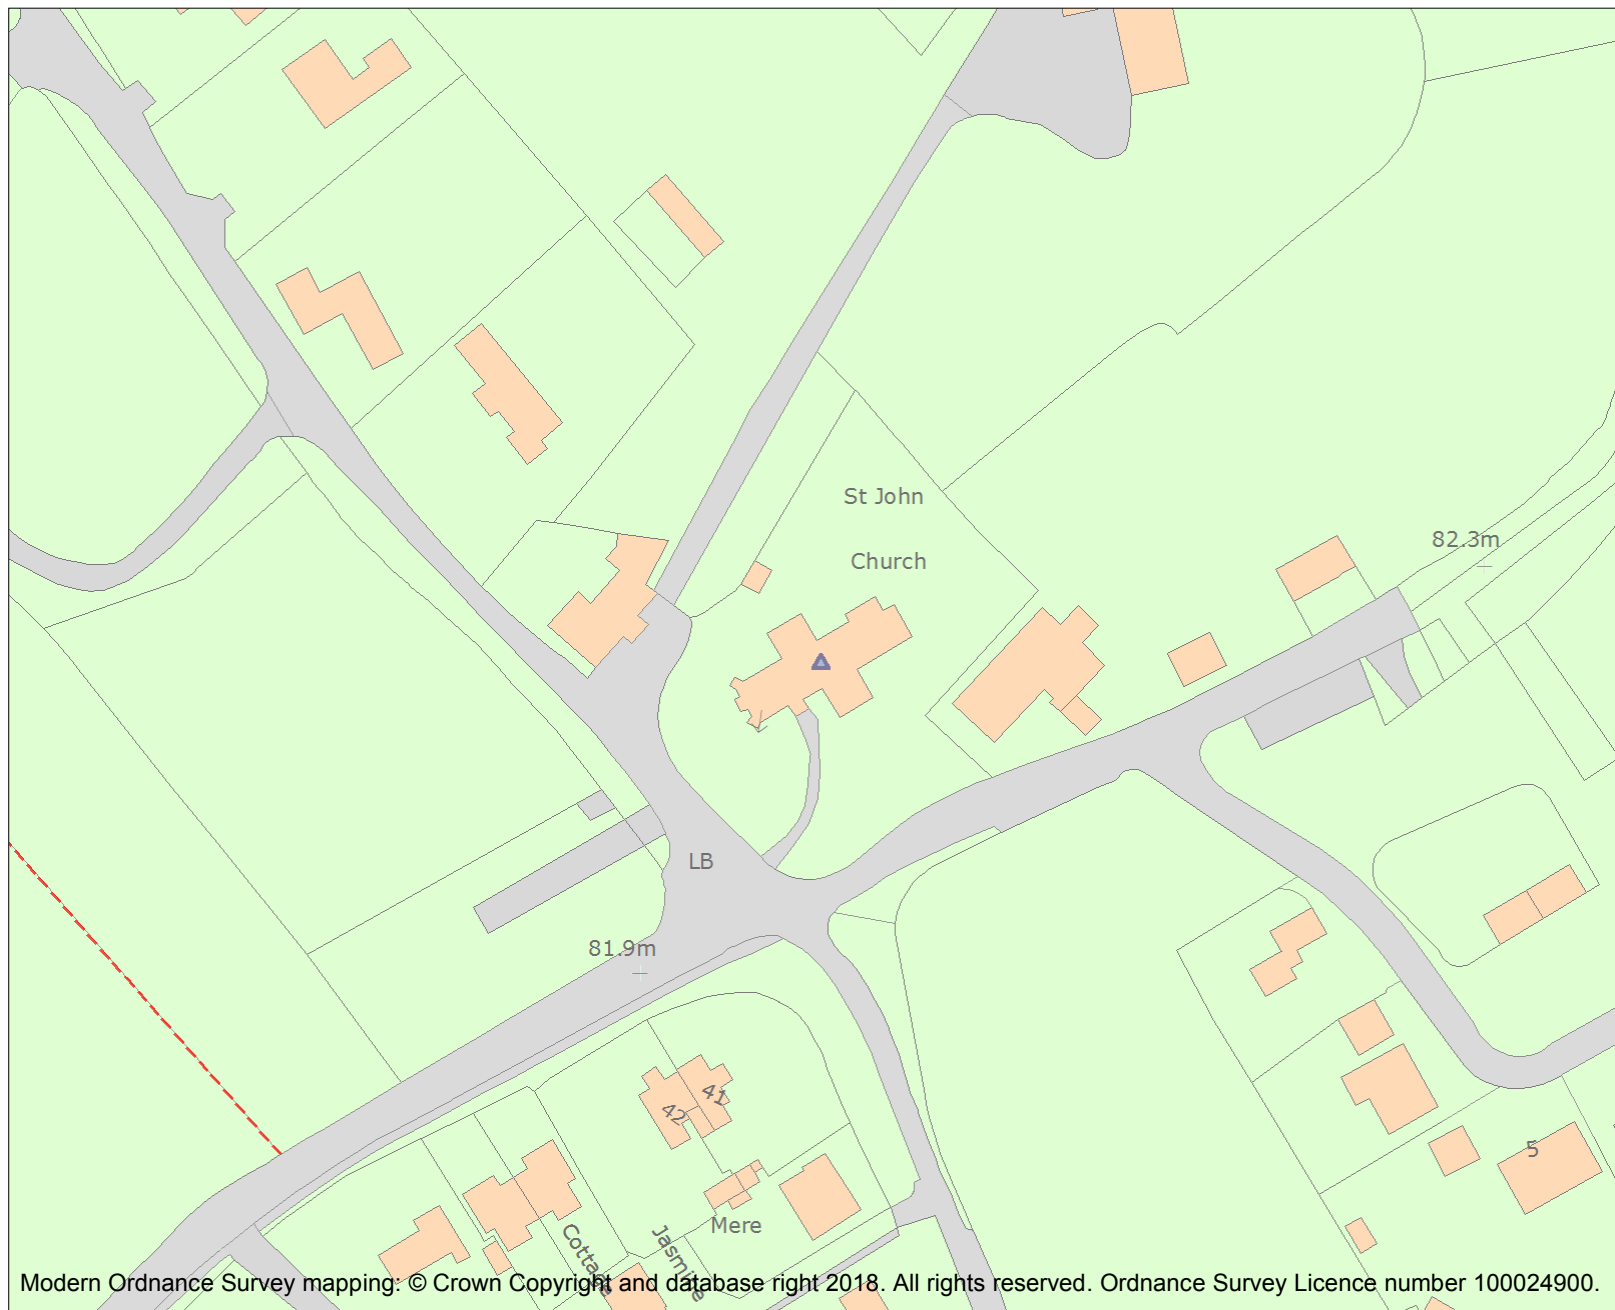 St John
Church
82.3m
LB
81.9m
41
42
5
Mere
Cottage
Jasmine
Modern Ordnance Survey mapping: © Crown Copyright and database right 2018. All rights reserved. Ordnance Survey Licence number 100024900.